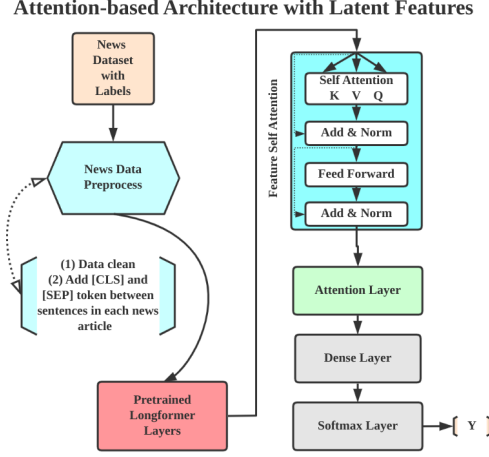 Attention-based Architecture with Latent Features
News
Dataset
with
Labels
News Data
Preprocess
(1) Data clean
(2) Add [CLS] and
[SEP] token between
sentences in each news
article
Pretrained
Longformer
Layers
Feature Self Attention
Self Attention
K V Q
Add & Norm
Feed Forward
Add & Norm
Attention Layer
Dense Layer
Softmax Layer
Y